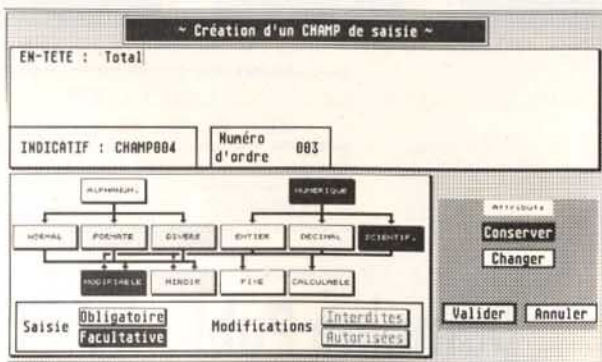 ~ Création d'un CHAMP de saisie ~
EN-TETE : Total
INDICATIF : CHAMP004
Numéro d'ordre 003
ALPHANUM. NUMERIQUE
NORMAL FORMATE DIVERS ENTIER DECIMAL SCIENTIF.
MODIFIABLE MIROIR FIXE CALCULABLE
Attributs
Conserver
Changer
Saisie Obligatoire Facultative
Modifications Interdites Autorisées
Valider Annuler